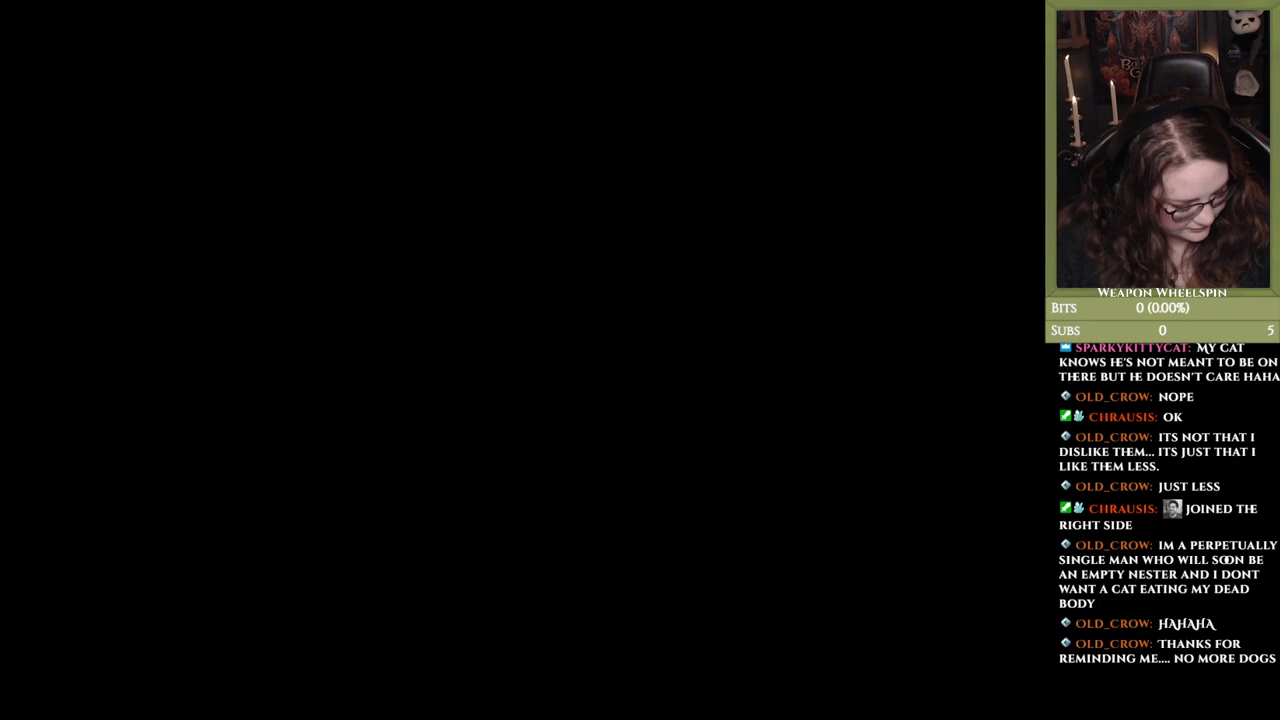 Weapon Wheelspin
Bits 0 (0.00%)
Subs 0 5
SPARKYKITTYCAT: MY CAT
KNOWS HE'S NOT MEANT TO BE ON
THERE BUT HE DOESN'T CARE HAHA
OLD_CROW: NOPE
CHRAUSIS: OK
OLD_CROW: ITS NOT THAT I
DISLIKE THEM... ITS JUST THAT I
LIKE THEM LESS.
OLD_CROW: JUST LESS
CHRAUSIS: JOINED THE
RIGHT SIDE
OLD_CROW: IM A PERPETUALLY
SINGLE MAN WHO WILL SOON BE
AN EMPTY NESTER AND I DONT
WANT A CAT EATING MY DEAD
BODY
OLD_CROW: HAHAHA
OLD_CROW: THANKS FOR
REMINDING ME.... NO MORE DOGS